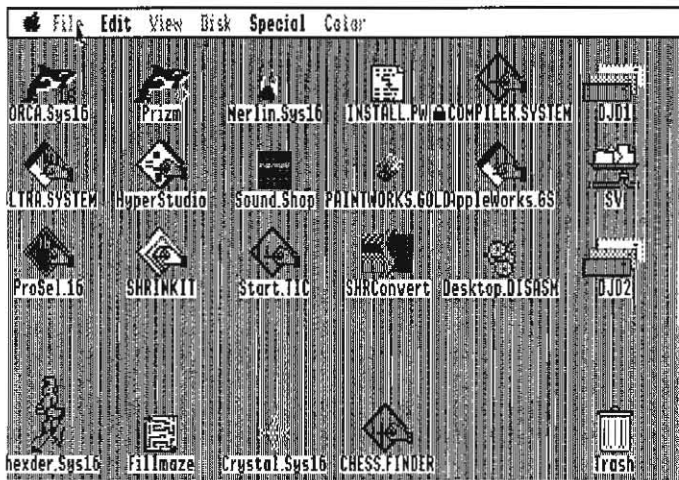 File Edit View Disk Special Color
ORCA.Sys16 Prizm Merlin.Sys16 INSTALL.PW COMPILER.SYSTEM DJD1
LTRA.SYSTEM HyperStudio Sound.Shop PAINTWORKS.GOLD AppleWorks.GS SV
ProSel.16 SHRINKIT Start.TIC SHRConvert Desktop.DISASM DJD2
hexder.Sys16 FillMaze Crystal.Sys16 CHESS.FINDER Trash